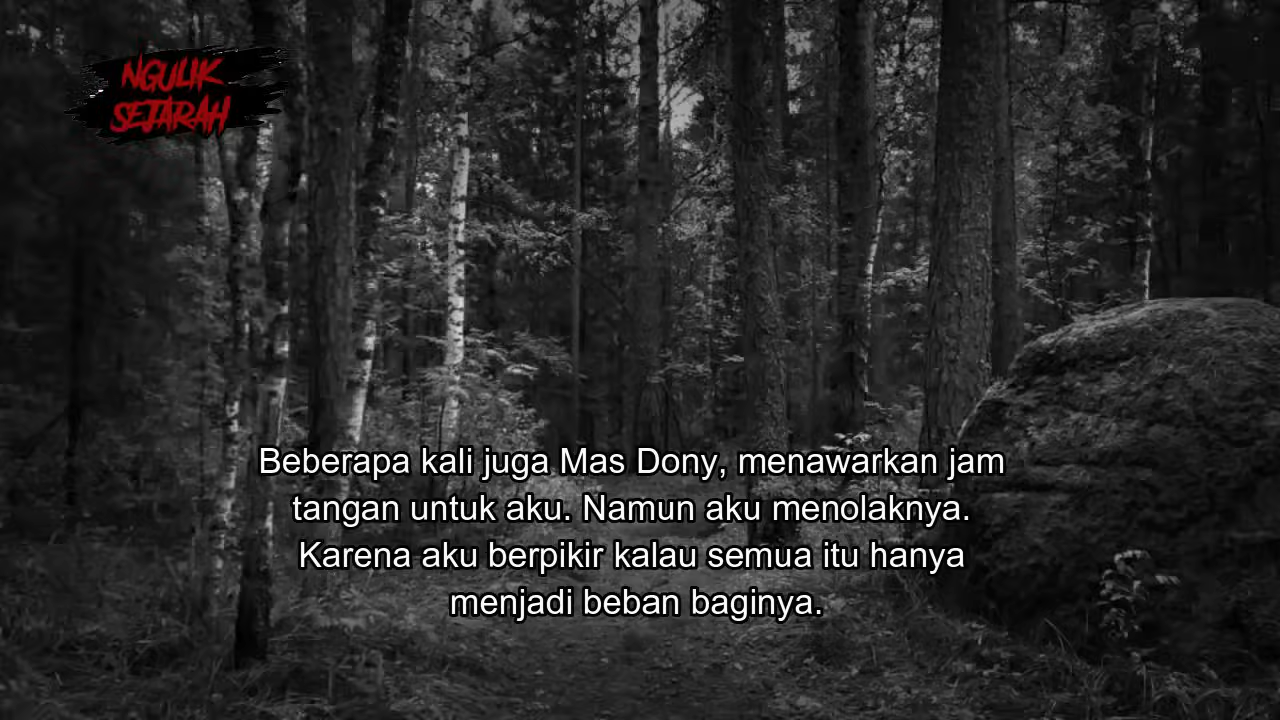 NGULIK
SEJARAH
Beberapa kali juga Mas Dony, menawarkan jam
tangan untuk aku. Namun aku menolaknya.
Karena aku berpikir kalau semua itu hanya
menjadi beban baginya.